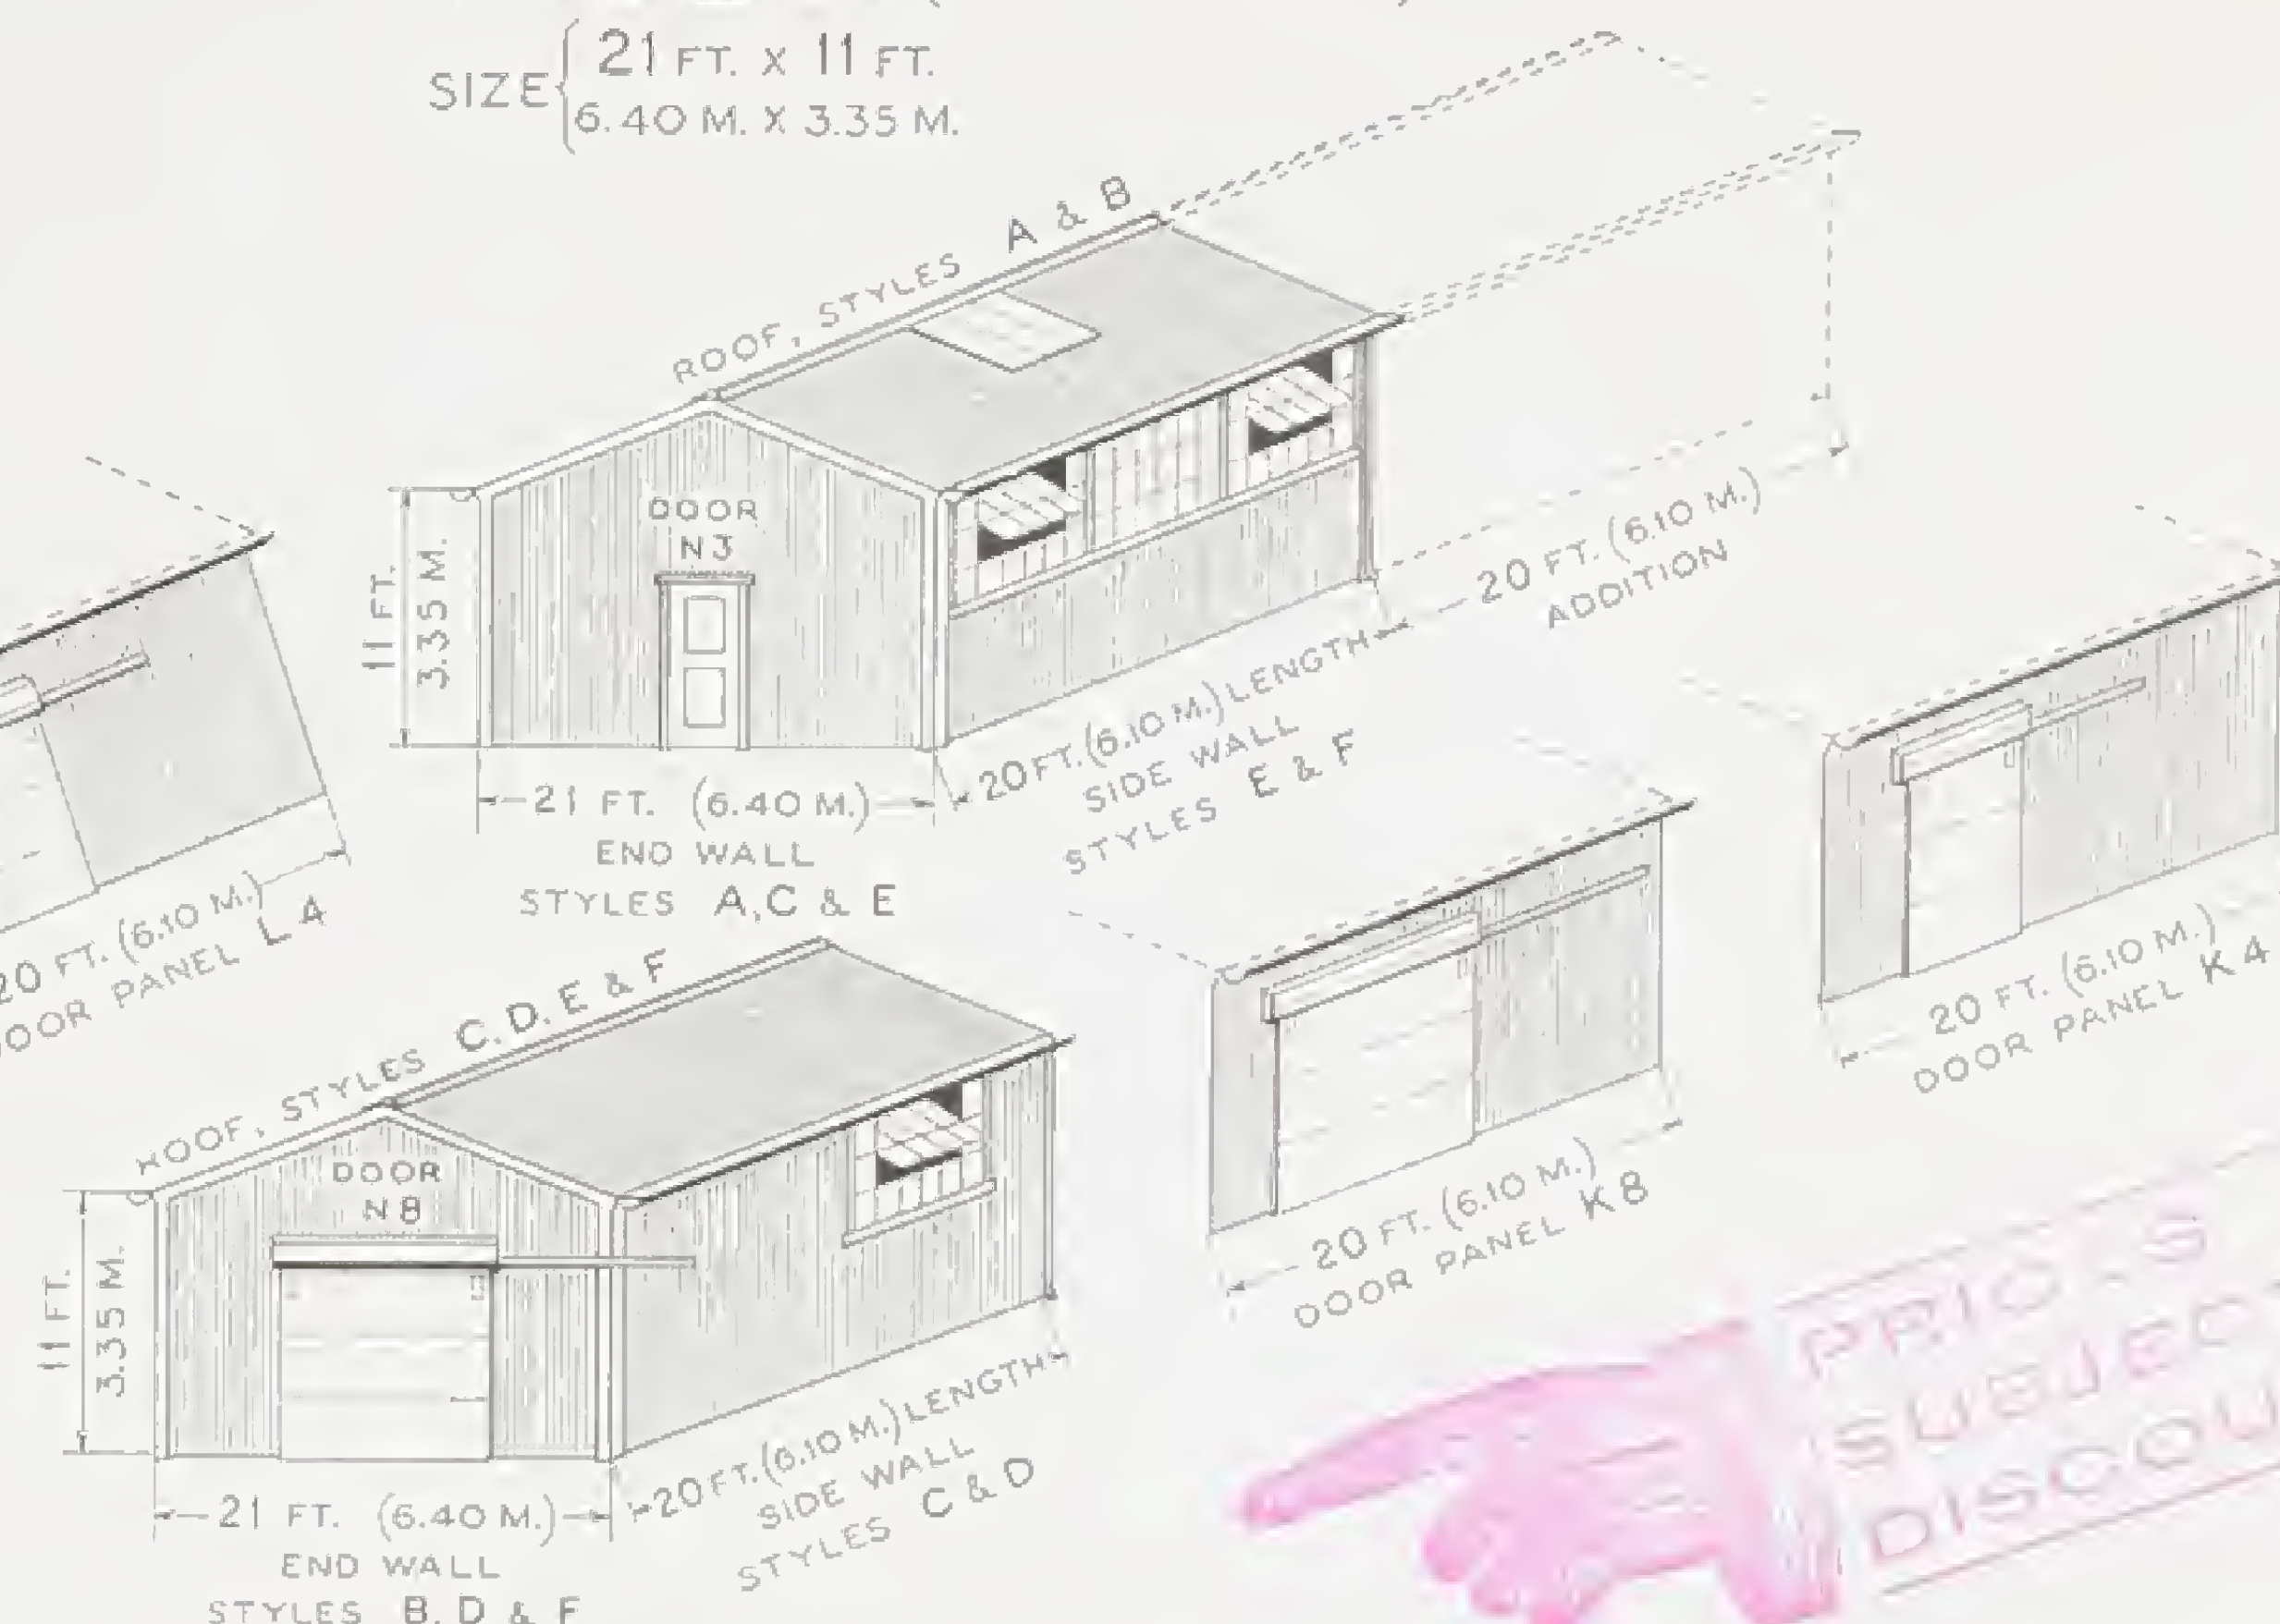 SIZE { 21 FT. X 11 FT.
6.40 M. X 3.35 M.
ROOF, STYLES A & B
DOOR
N3
11 FT.
3.35 M.
21 FT. (6.40 M.)
END WALL
STYLES A, C & E
20 FT. (6.10 M.) LENGTH
SIDE WALL
STYLES E & F
20 FT. (6.10 M.)
ADDITION
20 FT. (6.10 M.)
DOOR PANEL L4
20 FT. (6.10 M.)
DOOR PANEL K4
20 FT. (6.10 M.)
DOOR PANEL K8
ROOF, STYLES C, D, E & F
DOOR
N8
11 FT.
3.35 M.
21 FT. (6.40 M.)
END WALL
STYLES B, D & F
20 FT. (6.10 M.) LENGTH
SIDE WALL
STYLES C & D